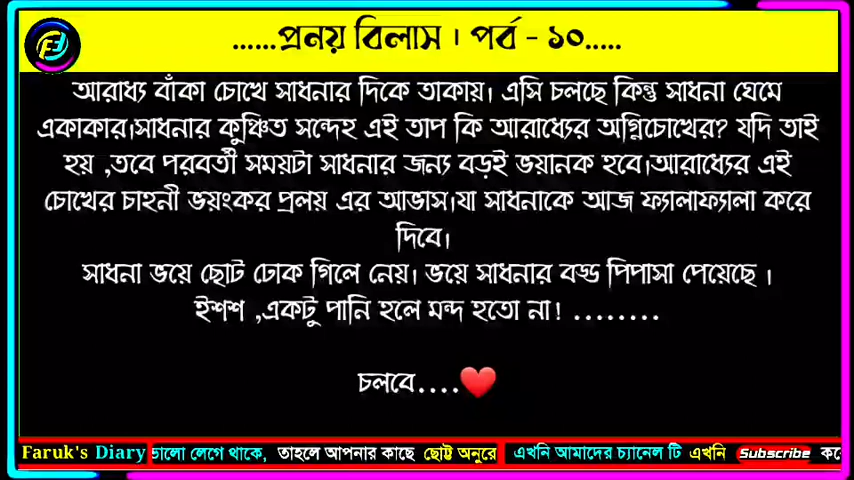 ......প্রনয় বিলাস । পর্ব - ১০.....
আরাধ্য বাঁকা চোখে সাধনার দিকে তাকায়। এসি চলছে কিন্তু সাধনা ঘেমে
একাকার।সাধনার কুঞ্চিত সন্দেহ এই তাপ কি আরাধ্যের অগ্নিচোখের? যদি তাই
হয় ,তবে পরবর্তী সময়টা সাধনার জন্য বড়ই ভয়ানক হবে।আরাধ্যের এই
চোখের চাহনী ভয়ংকর প্রলয় এর আভাস।যা সাধনাকে আজ ফ্যালাফ্যালা করে
দিবে।
সাধনা ভয়ে ছোট ঢোক গিলে নেয়। ভয়ে সাধনার বড্ড পিপাসা পেয়েছে ।
ইশশ ,একটু পানি হলে মন্দ হতো না! ........
চলবে....❤️
Faruk's Diary ভালো লেগে থাকে, তাহলে আপনার কাছে ছোট্ট অনুরে এখনি আমাদের চ্যানেল টি এখনি Subscribe